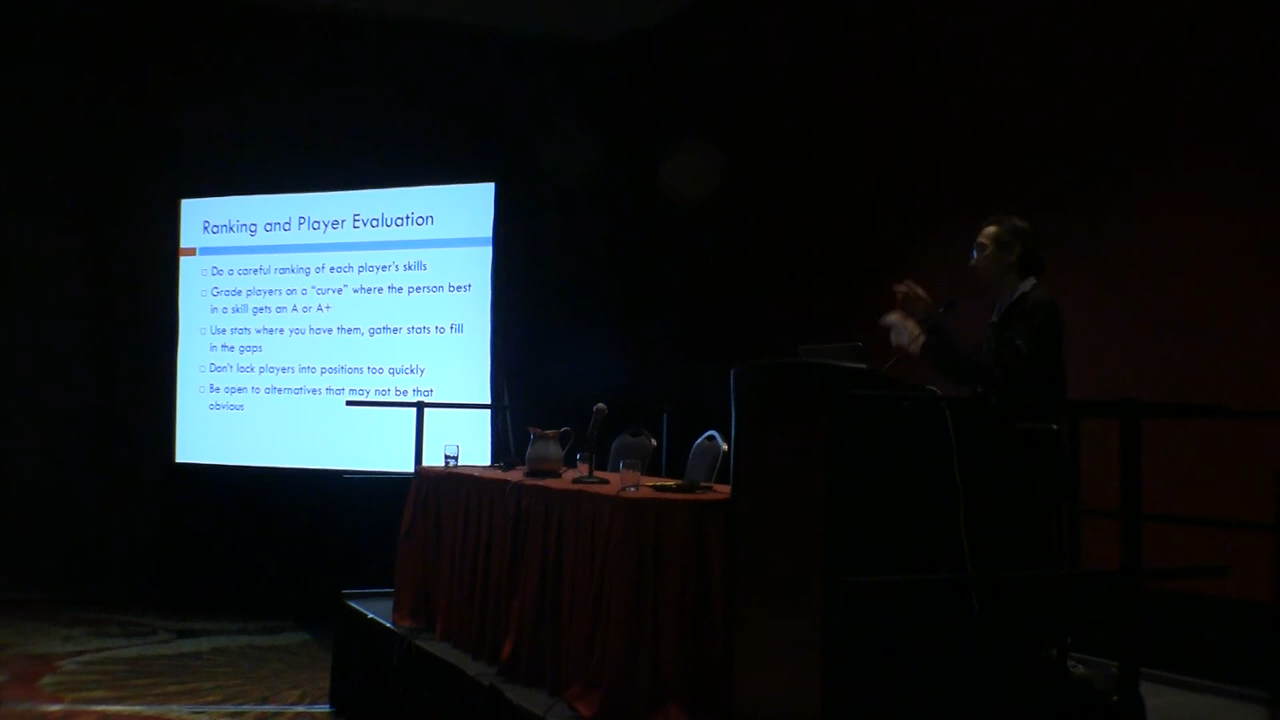 Ranking and Player Evaluation
Do a careful ranking of each player's skills
Grade players on a “curve” where the person best
in a skill gets an A or A+
Use stats where you have them, gather stats to fill
in the gaps
Don't lock players into positions too quickly
Be open to alternatives that may not be that
obvious